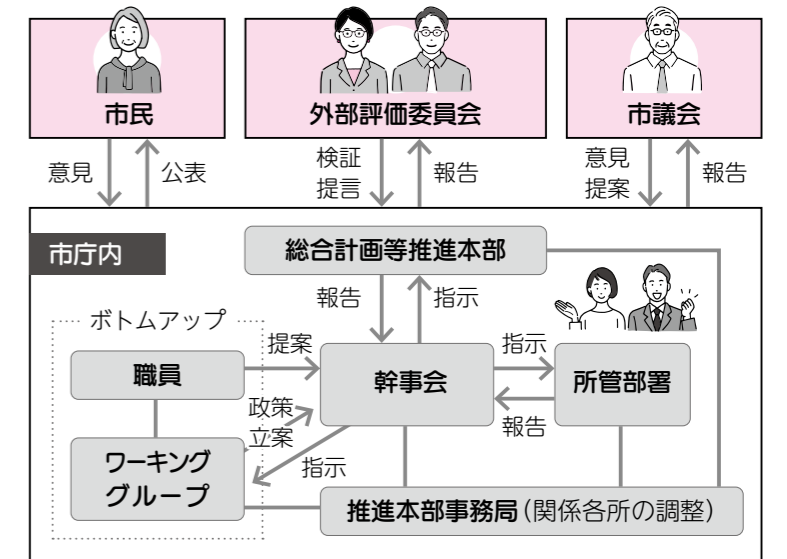 市民
外部評価委員会
市議会
意見
公表
検証
提言
報告
意見
提案
報告
市庁内
総合計画等推進本部
報告
指示
ボトムアップ
職員
提案
幹事会
指示
所管部署
報告
政策
立案
ワーキング
グループ
指示
推進本部事務局(関係各所の調整)